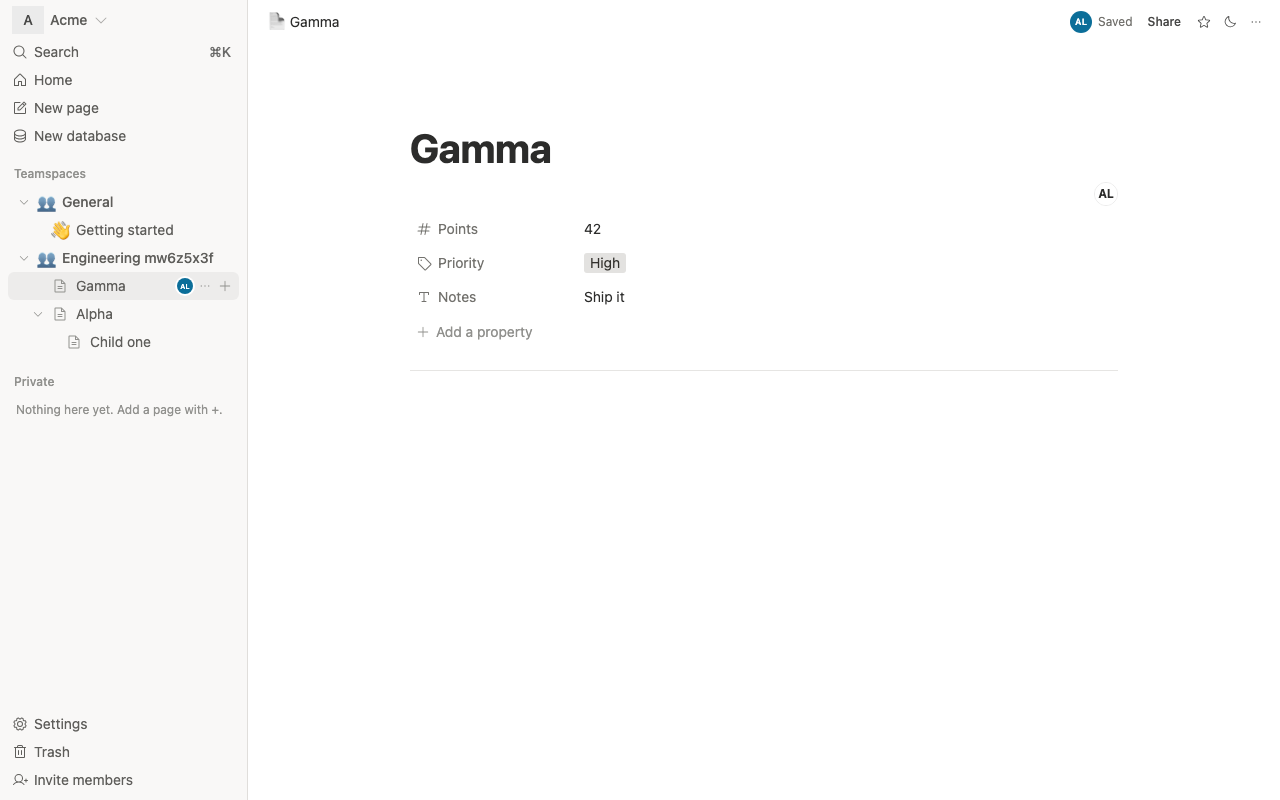 A Acme
Search ⌘K
Home
New page
New database
Teamspaces
General
Getting started
Engineering mw6z5x3f
Gamma AL
Alpha
Child one
Private
Nothing here yet. Add a page with +.
Settings
Trash
Invite members
Gamma
AL Saved Share
Gamma
AL
Points 42
Priority High
Notes Ship it
Add a property